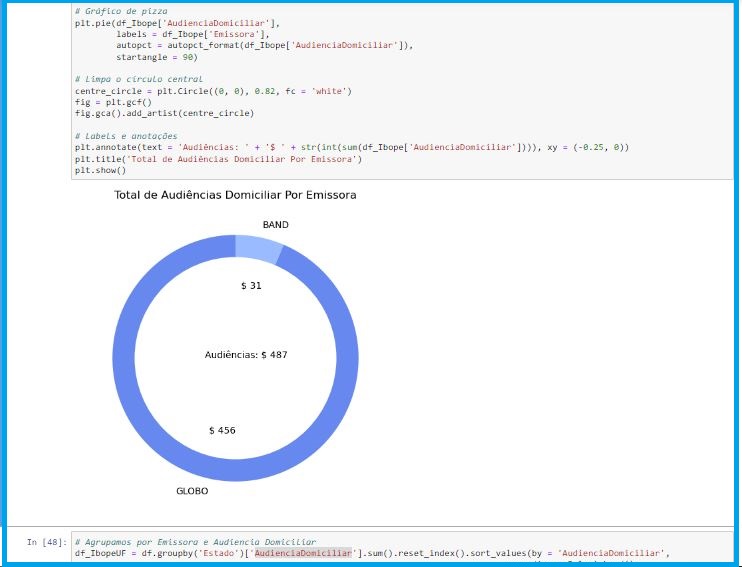 # Gráfico de pizza
plt.pie(df_Ibope['AudienciaDomiciliar'],
labels = df_Ibope['Emissora'],
autopct = autopct_format(df_Ibope['AudienciaDomiciliar']),
startangle = 90)
# Limpa o círculo central
centre_circle = plt.Circle((0, 0), 0.82, fc = 'white')
fig = plt.gcf()
fig.gca().add_artist(centre_circle)
# Labels e anotações
plt.annotate(text = 'Audiências: ' + '$ ' + str(int(sum(df_Ibope['AudienciaDomiciliar']))), xy = (-0.25, 0))
plt.title('Total de Audiências Domiciliar Por Emissora')
plt.show()
Total de Audiências Domiciliar Por Emissora
BAND
$ 31
Audiências: $ 487
$ 456
GLOBO
In [48]: # Agrupamos por Emissora e Audiencia Domiciliar
df_IbopeUF = df.groupby('Estado')['AudienciaDomiciliar'].sum().reset_index().sort_values(by = 'AudienciaDomiciliar',